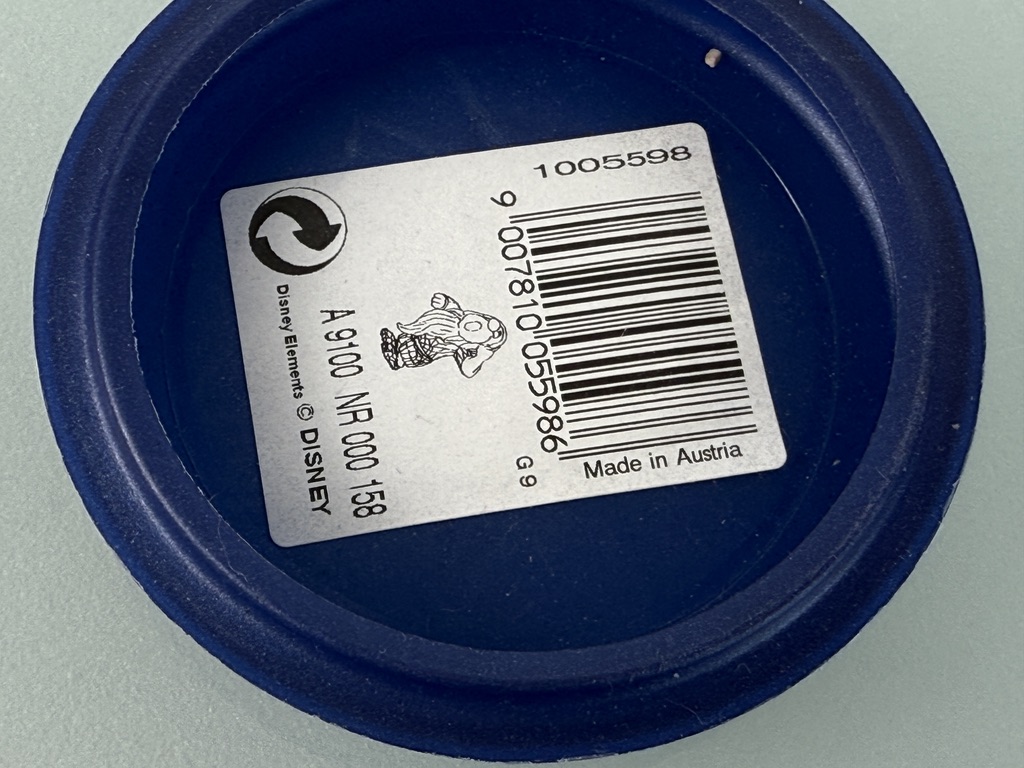 1005598
9 007810 055986
G 9
Made in Austria
A 9100 NR 000 158
Disney Elements © DISNEY